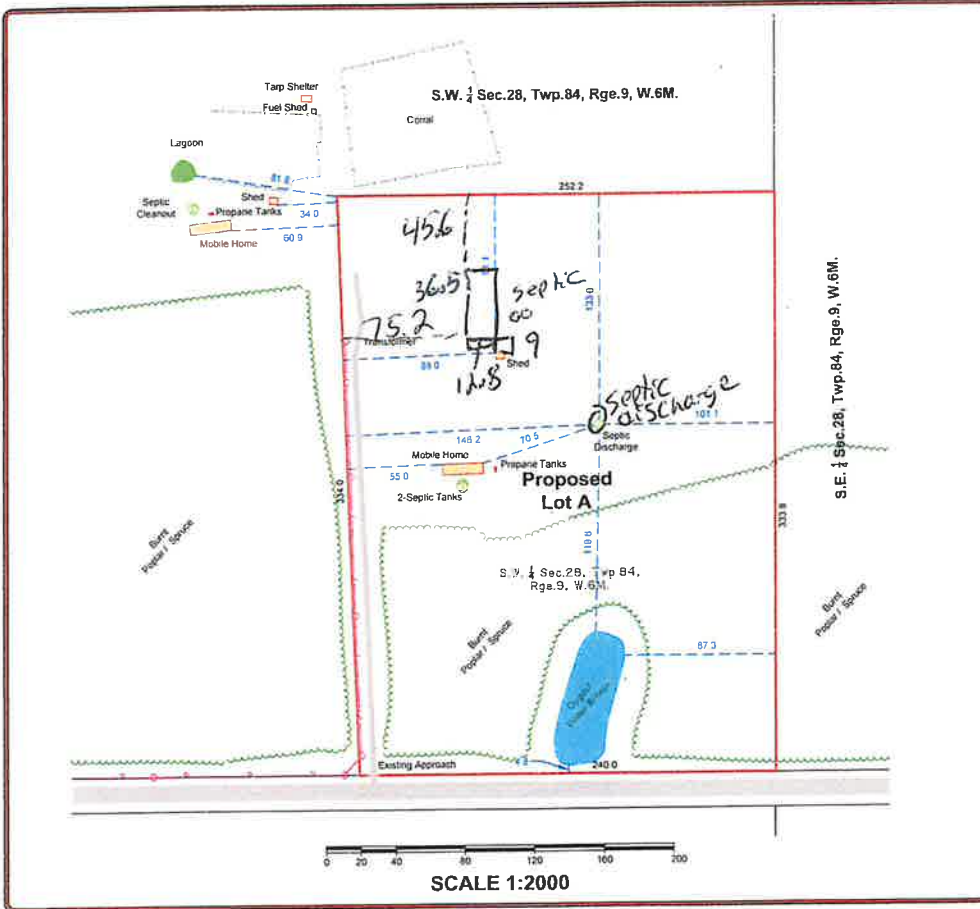 Tarp Shelter
Fuel Shed
S.W. ¼ Sec.28, Twp.84, Rge.9, W.6M.
Corral
Lagoon
81.8
252.2
Septic
Cleanout
Shed
Propane Tanks
34.0
Mobile Home
60.9
45.6
36.5
septic
133.0
75.2
Transformer
9
89.0
Shed
12.8
septic
discharge
148.2
70.5
101.1
Septic
Discharge
Mobile Home
Propane Tanks
55.0
2-Septic Tanks
Proposed
Lot A
334.0
333.9
S.E. ¼ Sec.28, Twp.84, Rge.9, W.6M.
Burnt
Poplar / Spruce
119.8
S.W. ¼ Sec.28, Twp 84,
Rge.9, W.6M.
Burnt
Poplar / Spruce
Burnt
Poplar / Spruce
87.3
Existing Approach
240.0
0 20 40 80 120 160 200
SCALE 1:2000